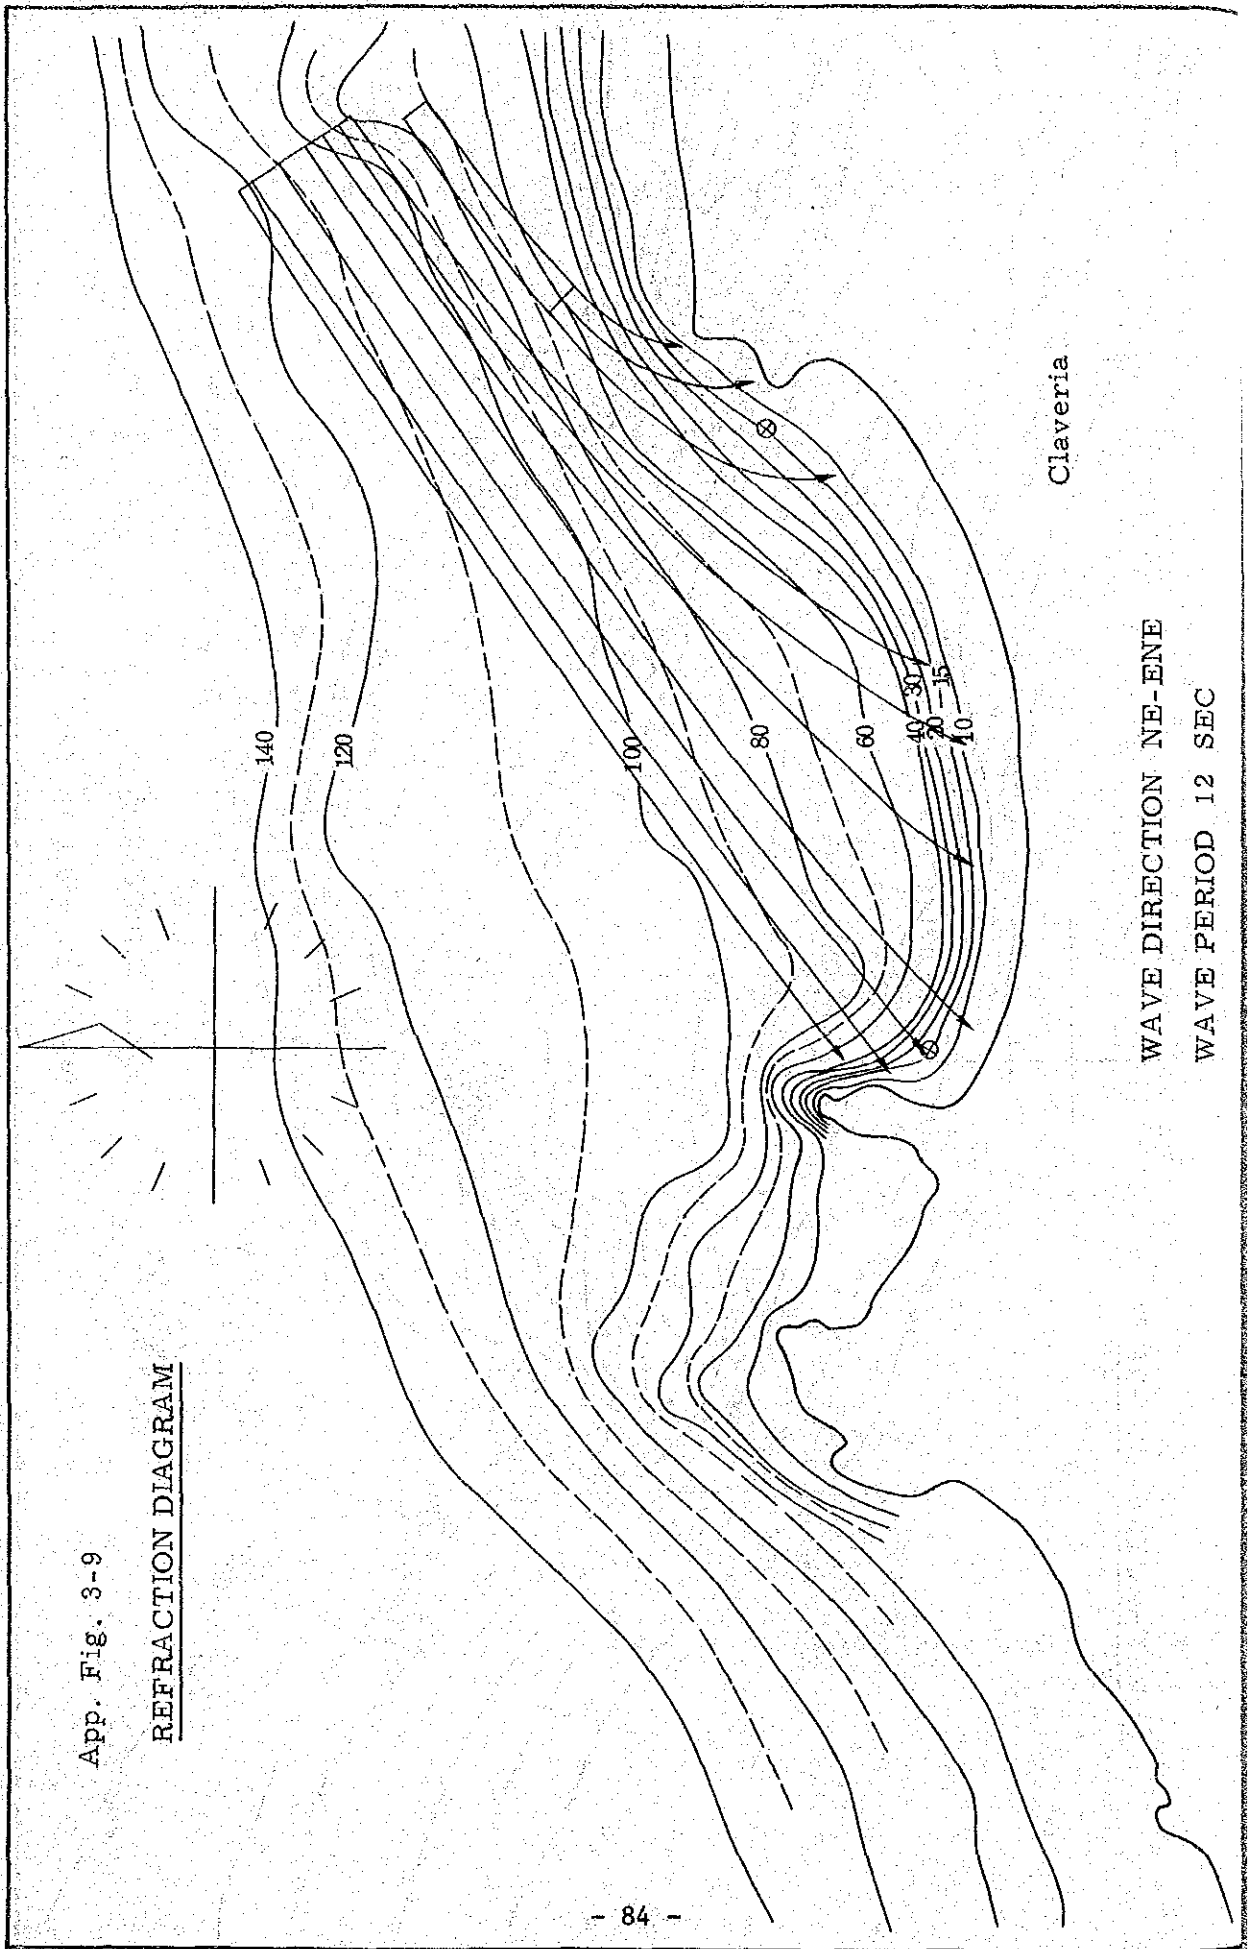 App. Fig. 3-9
REFRACTION DIAGRAM
140
120
100
80
60
40
30
20
15
10
Claveria
WAVE DIRECTION NE-ENE
WAVE PERIOD 12 SEC
- 84 -